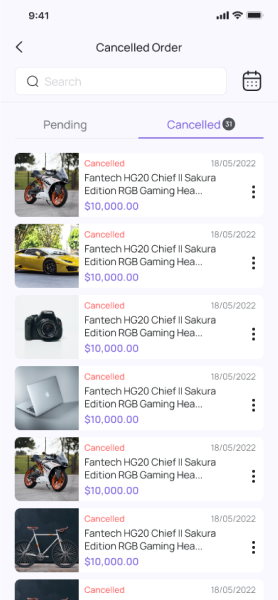 9:41
Cancelled Order
Search
Pending
Cancelled 31
Cancelled 18/05/2022
Fantech HG20 Chief II Sakura
Edition RGB Gaming Hea...
$10,000.00
Cancelled 18/05/2022
Fantech HG20 Chief II Sakura
Edition RGB Gaming Hea...
$10,000.00
Cancelled 18/05/2022
Fantech HG20 Chief II Sakura
Edition RGB Gaming Hea...
$10,000.00
Cancelled 18/05/2022
Fantech HG20 Chief II Sakura
Edition RGB Gaming Hea...
$10,000.00
Cancelled 18/05/2022
Fantech HG20 Chief II Sakura
Edition RGB Gaming Hea...
$10,000.00
Cancelled 18/05/2022
Fantech HG20 Chief II Sakura
Edition RGB Gaming Hea...
$10,000.00
Cancelled 18/05/2022